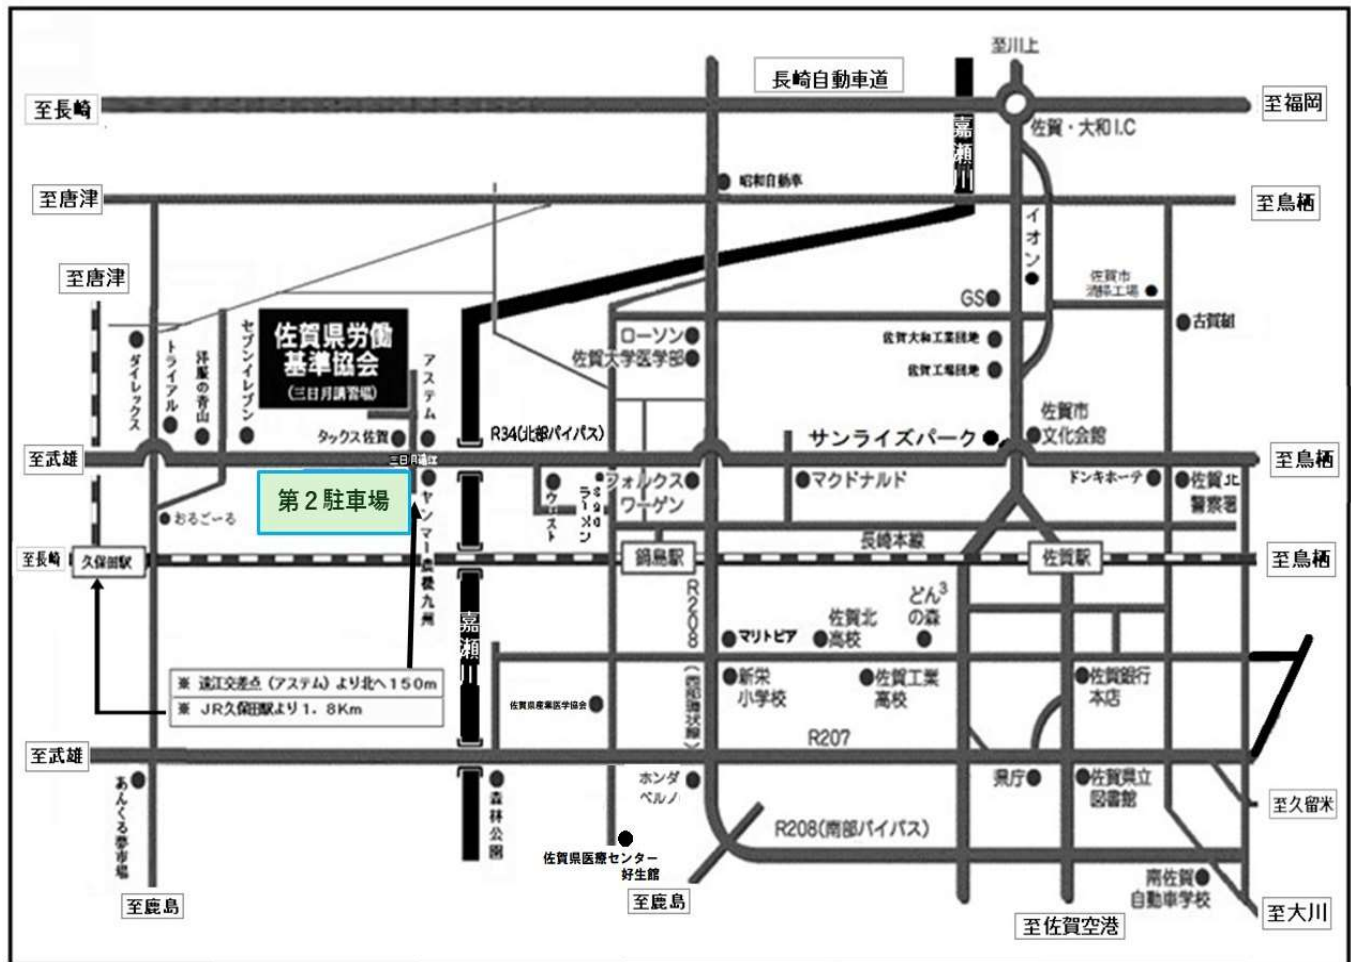 至川上
長崎自動車道
至長崎
至福岡
佐賀・大和I.C
嘉瀬川
昭和自動車
至唐津
至鳥栖
イオン
至唐津
佐賀市
清掃工場
GS
古賀組
佐賀県労働
基準協会
(三日月講習場)
ローソン
佐賀大学医学部
佐賀大和工業団地
佐賀工場団地
ダイレックス
トライアル
洋服の青山
セブンイレブン
アステム
タックス佐賀
R34(北部バイパス)
サンライズパーク
佐賀市
文化会館
至武雄
三日月遠江
至鳥栖
第2駐車場
ヤンマー農機九州
ウエスト
ラーメン
フォルクス
ワーゲン
マクドナルド
ドンキホーテ
佐賀北
警察署
おるごーる
至長崎
久保田駅
鍋島駅
長崎本線
佐賀駅
至鳥栖
嘉瀬川
R208
(西部環状線)
マリトピア
佐賀北
高校
どん3
の森
※ 遠江交差点(アステム)より北へ150m
※ JR久保田駅より1.8Km
佐賀県産業医学協会
新栄
小学校
佐賀工業
高校
佐賀銀行
本店
至武雄
R207
あんくる夢市場
森林公園
ホンダ
ベルノ
県庁
佐賀県立
図書館
至久留米
R208(南部バイパス)
佐賀県医療センター
好生館
南佐賀
自動車学校
至鹿島
至鹿島
至佐賀空港
至大川